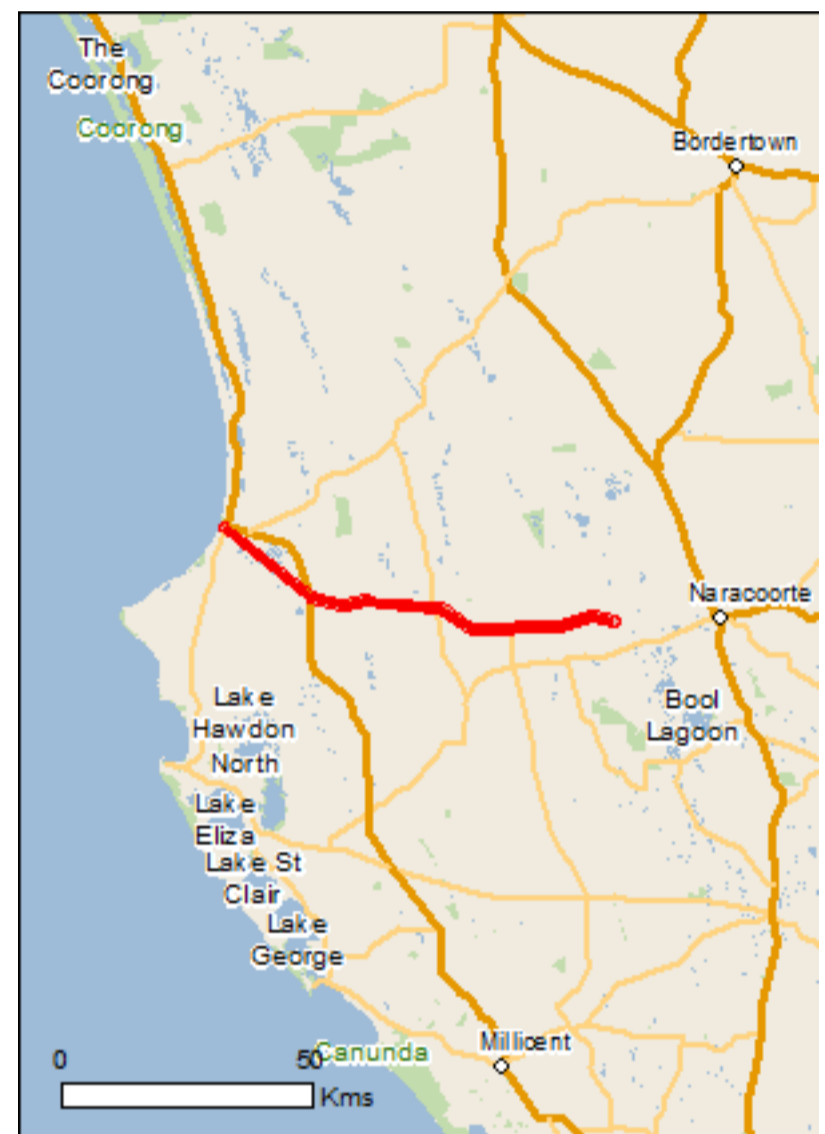 The
Coorong
Coorong
Bordertown
Naracoorte
Bool
Lagoon
Lake
Hawdon
North
Lake
Eliza
Lake St
Clair
Lake
George
Millicent
Canunda
0 50
Kms